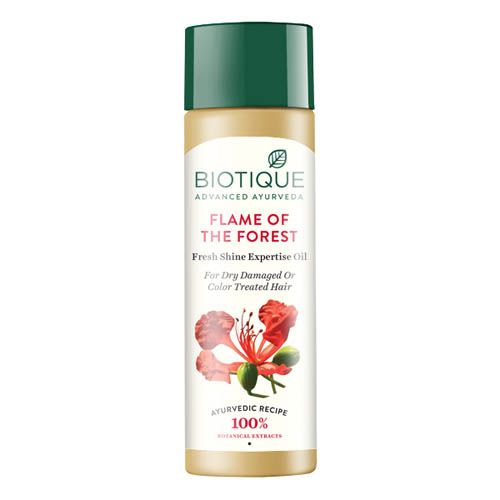 BIOTIQUE
ADVANCED AYURVEDA
FLAME OF
THE FOREST
Fresh Shine Expertise Oil
For Dry Damaged Or
Color Treated Hair
AYURVEDIC RECIPE
100%
BOTANICAL EXTRACTS